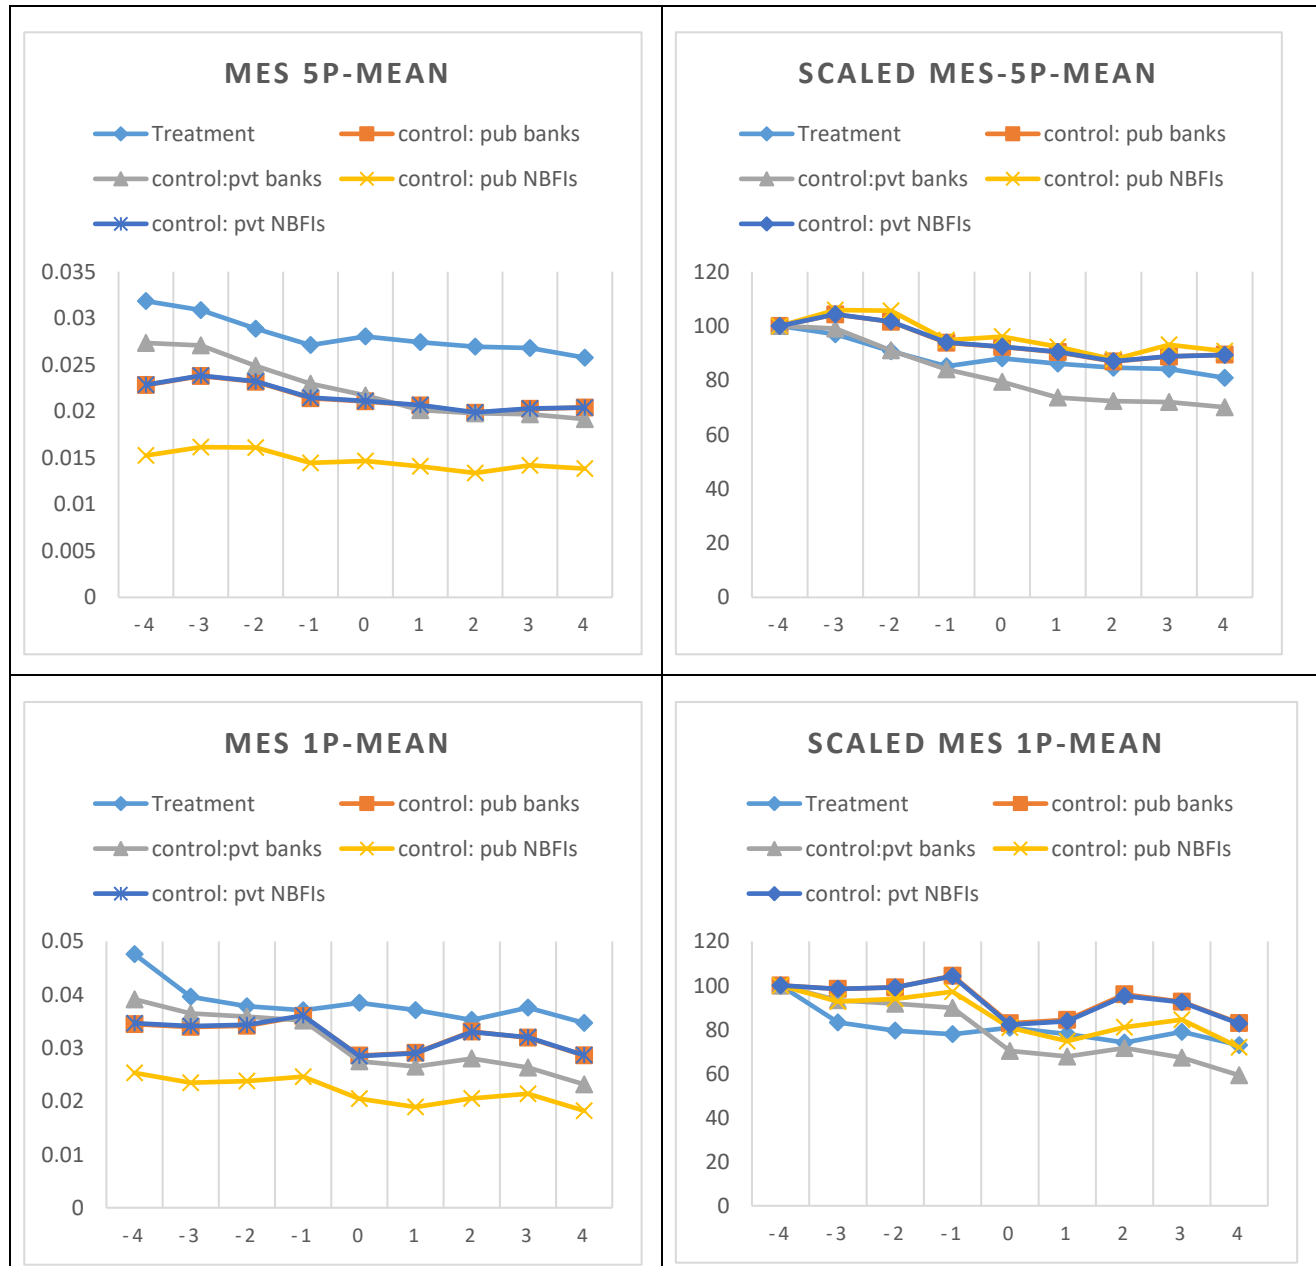 MES 5P-MEAN
Treatment control: pub banks
control:pvt banks control: pub NBFIs
control: pvt NBFIs
0.035
0.03
0.025
0.02
0.015
0.01
0.005
0
-4 -3 -2 -1 0 1 2 3 4
SCALED MES-5P-MEAN
Treatment control: pub banks
control:pvt banks control: pub NBFIs
control: pvt NBFIs
120
100
80
60
40
20
0
-4 -3 -2 -1 0 1 2 3 4
MES 1P-MEAN
Treatment control: pub banks
control:pvt banks control: pub NBFIs
control: pvt NBFIs
0.05
0.04
0.03
0.02
0.01
0
-4 -3 -2 -1 0 1 2 3 4
SCALED MES 1P-MEAN
Treatment control: pub banks
control:pvt banks control: pub NBFIs
control: pvt NBFIs
120
100
80
60
40
20
0
-4 -3 -2 -1 0 1 2 3 4